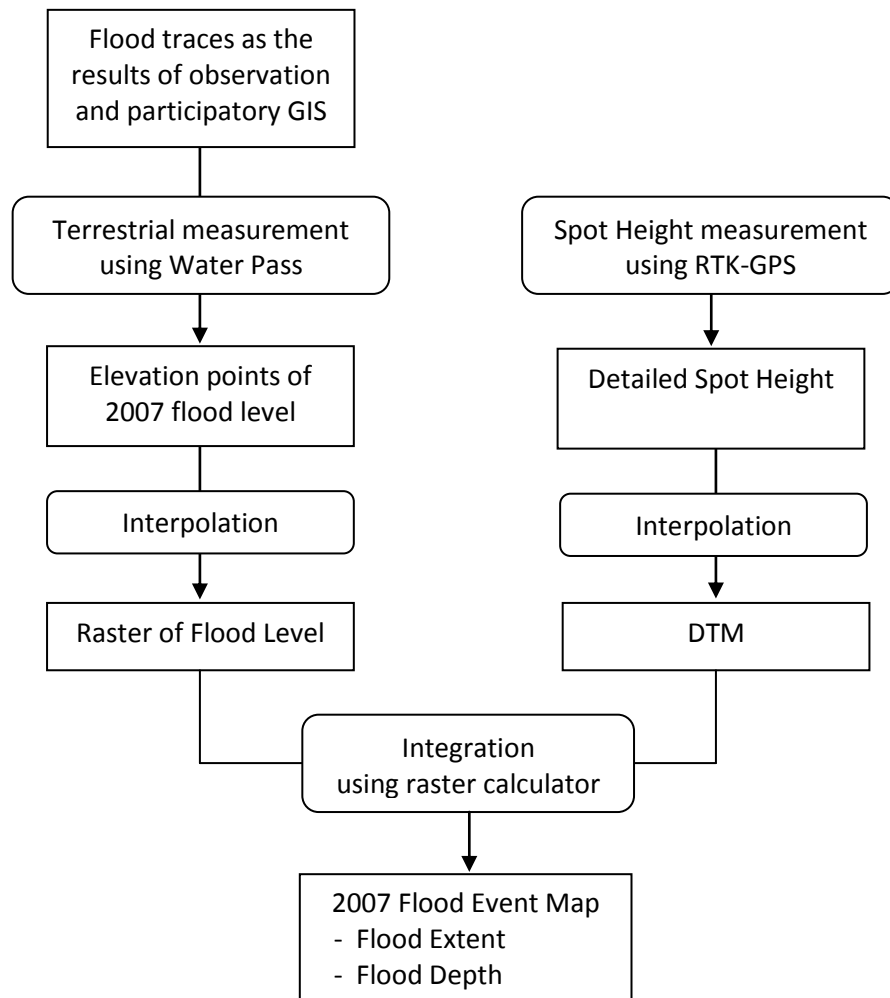 Flood traces as the
results of observation
and participatory GIS
Terrestrial measurement
using Water Pass
Spot Height measurement
using RTK-GPS
Elevation points of
2007 flood level
Detailed Spot Height
Interpolation
Interpolation
Raster of Flood Level
DTM
Integration
using raster calculator
2007 Flood Event Map
- Flood Extent
- Flood Depth